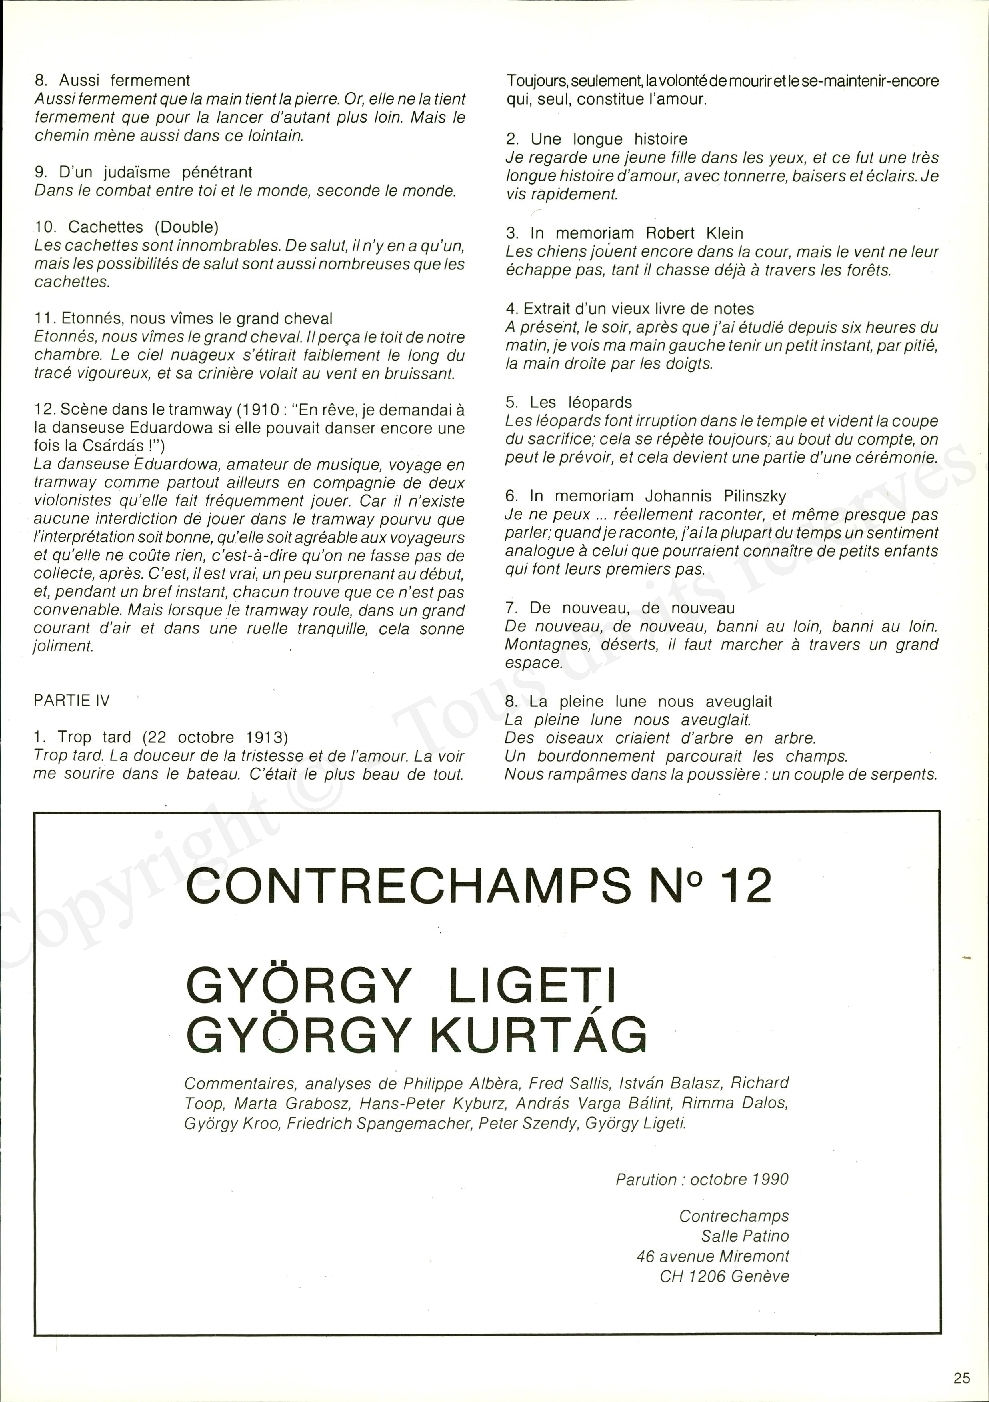 8. Aussi fermement
Aussi fermement que la main tient la pierre. Or, elle ne la tient
fermement que pour la lancer d'autant plus loin. Mais le
chemin mène aussi dans ce lointain.
9. D'un judaïsme pénétrant
Dans le combat entre toi et le monde, seconde le monde.
10. Cachettes (Double)
Les cachettes sont innombrables. De salut, il n'y en a qu'un,
mais les possibilités de salut sont aussi nombreuses que les
cachettes.
11. Etonnés, nous vîmes le grand cheval
Etonnés, nous vîmes le grand cheval. Il perça le toit de notre
chambre. Le ciel nuageux s'étirait faiblement le long du
tracé vigoureux, et sa crinière volait au vent en bruissant.
12. Scène dans le tramway (1910 : "En rêve, je demandai à
la danseuse Eduardowa si elle pouvait danser encore une
fois la Csárdás !")
La danseuse Eduardowa, amateur de musique, voyage en
tramway comme partout ailleurs en compagnie de deux
violonistes qu'elle fait fréquemment jouer. Car il n'existe
aucune interdiction de jouer dans le tramway pourvu que
l'interprétation soit bonne, qu'elle soit agréable aux voyageurs
et qu'elle ne coûte rien, c'est-à-dire qu'on ne fasse pas de
collecte, après. C'est, il est vrai, un peu surprenant au début,
et, pendant un bref instant, chacun trouve que ce n'est pas
convenable. Mais lorsque le tramway roule, dans un grand
courant d'air et dans une ruelle tranquille, cela sonne
joliment.
PARTIE IV
1. Trop tard (22 octobre 1913)
Trop tard. La douceur de la tristesse et de l'amour. La voir
me sourire dans le bateau. C'était le plus beau de tout.
Toujours, seulement, la volonté de mourir et le se-maintenir-encore
qui, seul, constitue l'amour.
2. Une longue histoire
Je regarde une jeune fille dans les yeux, et ce fut une très
longue histoire d'amour, avec tonnerre, baisers et éclairs. Je
vis rapidement.
3. In memoriam Robert Klein
Les chiens jouent encore dans la cour, mais le vent ne leur
échappe pas, tant il chasse déjà à travers les forêts.
4. Extrait d'un vieux livre de notes
A présent, le soir, après que j'ai étudié depuis six heures du
matin, je vois ma main gauche tenir un petit instant, par pitié,
la main droite par les doigts.
5. Les léopards
Les léopards font irruption dans le temple et vident la coupe
du sacrifice; cela se répète toujours; au bout du compte, on
peut le prévoir, et cela devient une partie d'une cérémonie.
6. In memoriam Johannis Pilinszky
Je ne peux ... réellement raconter, et même presque pas
parler; quand je raconte, j'ai la plupart du temps un sentiment
analogue à celui que pourraient connaître de petits enfants
qui font leurs premiers pas.
7. De nouveau, de nouveau
De nouveau, de nouveau, banni au loin, banni au loin.
Montagnes, déserts, il faut marcher à travers un grand
espace.
8. La pleine lune nous aveuglait
La pleine lune nous aveuglait.
Des oiseaux criaient d'arbre en arbre.
Un bourdonnement parcourait les champs.
Nous rampâmes dans la poussière : un couple de serpents.
Copyright © Tous droits réservés.
CONTRECHAMPS Nº 12
GYÖRGY LIGETI
GYÖRGY KURTÁG
Commentaires, analyses de Philippe Albèra, Fred Sallis, István Balasz, Richard
Toop, Marta Grabosz, Hans-Peter Kyburz, András Varga Bálint, Rimma Dalos,
György Kroo, Friedrich Spangemacher, Peter Szendy, György Ligeti.
Parution : octobre 1990
Contrechamps
Salle Patino
46 avenue Miremont
CH 1206 Genève
25